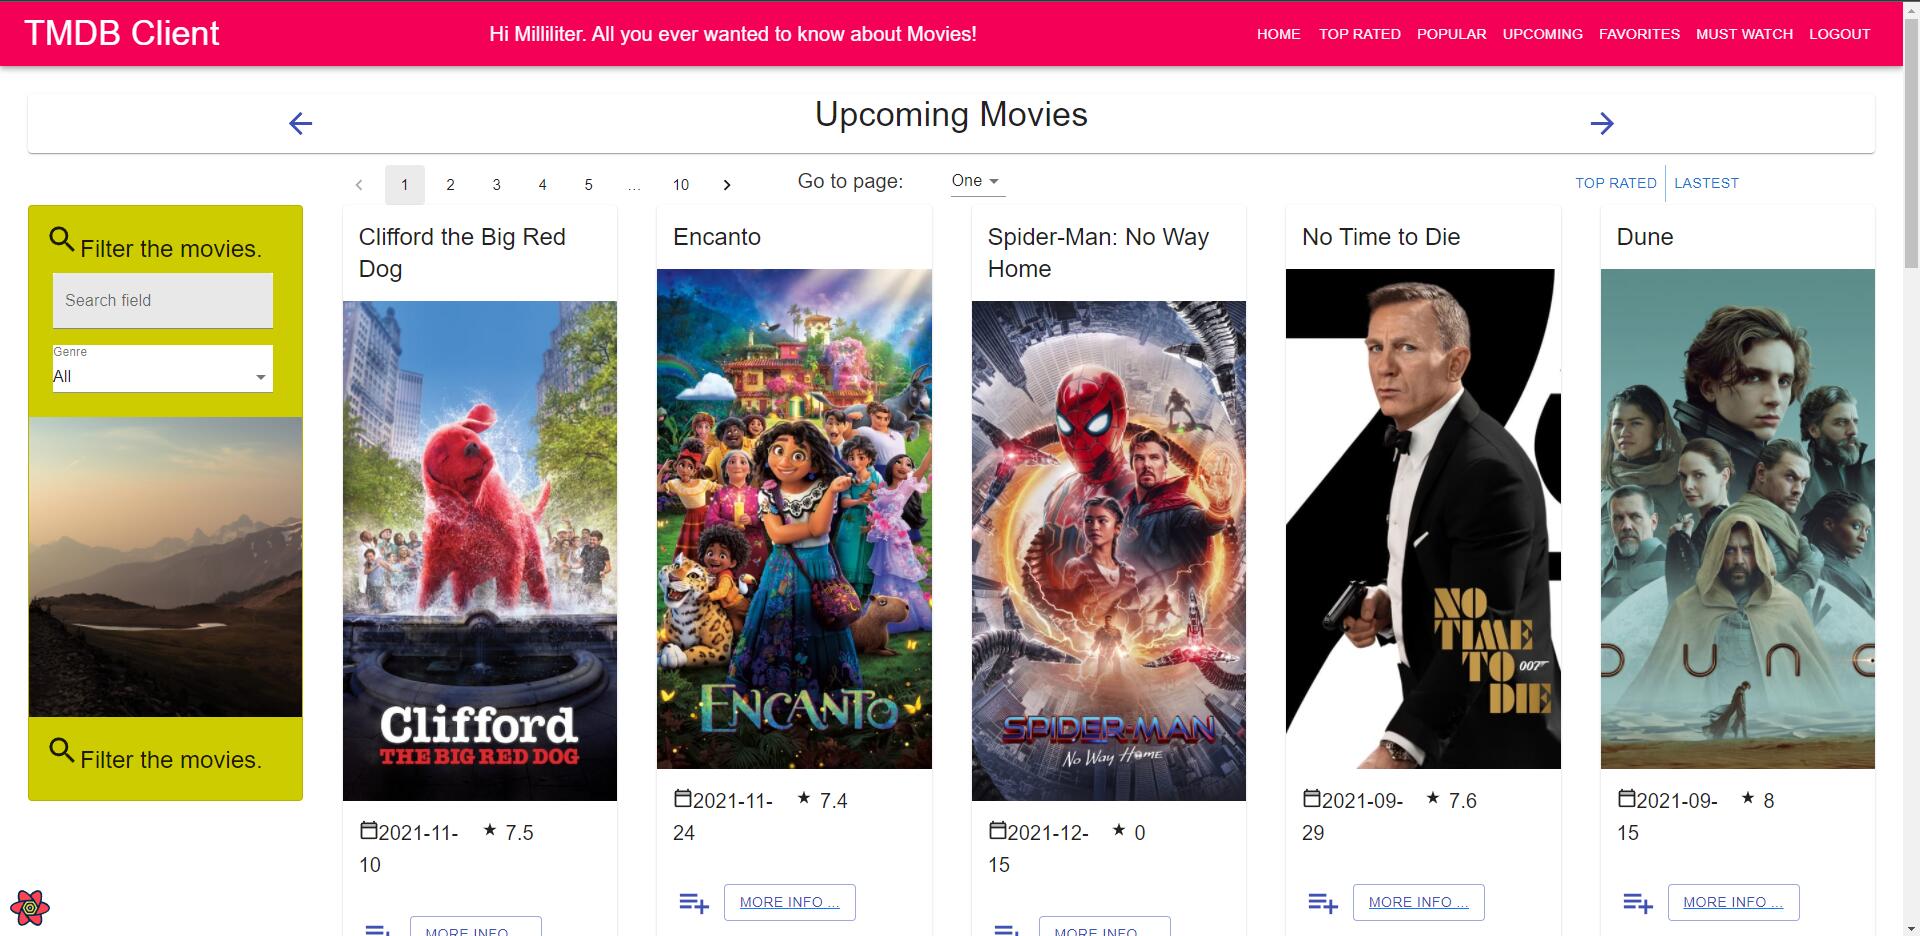 TMDB Client
Hi Milliliter. All you ever wanted to know about Movies!
HOME TOP RATED POPULAR UPCOMING FAVORITES MUST WATCH LOGOUT
Upcoming Movies
1 2 3 4 5 ... 10
Go to page: One
TOP RATED LASTEST
Filter the movies.
Search field
Genre
All
Filter the movies.
Clifford the Big Red
Dog
Clifford
THE BIG RED DOG
2021-11-
10
7.5
MORE INFO ...
Encanto
ENCANTO
2021-11-
24
7.4
MORE INFO ...
Spider-Man: No Way
Home
SPIDER-MAN
No Way Home
2021-12-
15
0
MORE INFO ...
No Time to Die
NO
TIME
TO
007
DIE
2021-09-
29
7.6
MORE INFO ...
Dune
DUNE
2021-09-
15
8
MORE INFO ...